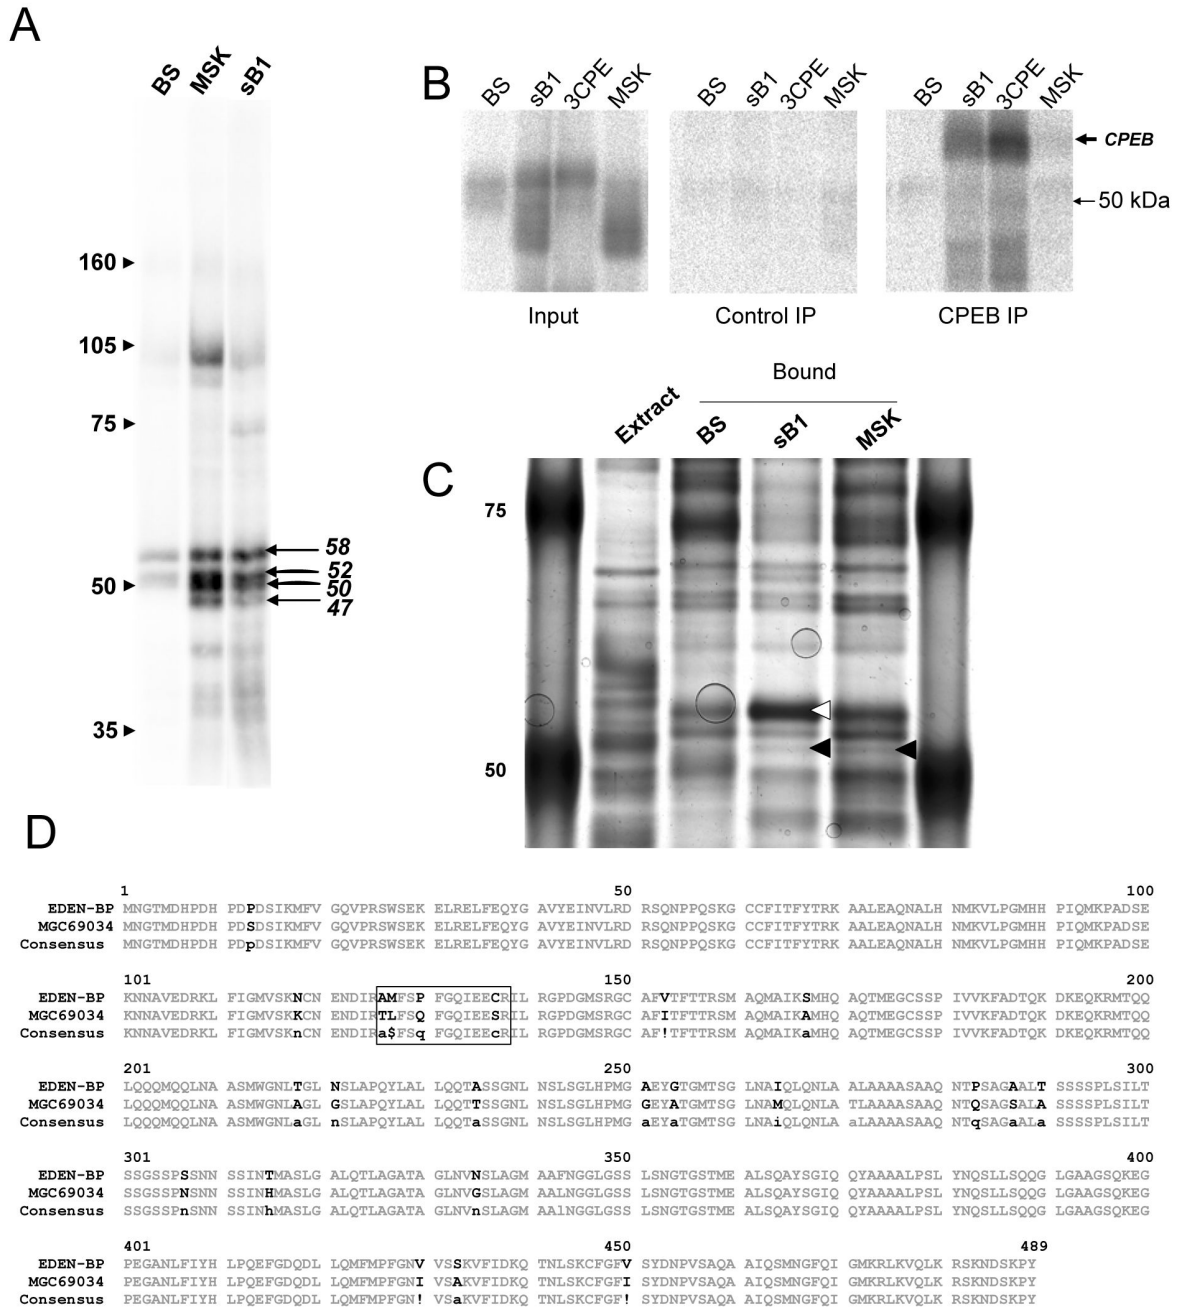 A
BS MSK sB1
160
105
75
50
35
58
52
50
47
B
BS sB1 3CPE MSK
BS sB1 3CPE MSK
BS sB1 3CPE MSK
CPEB
50 kDa
Input
Control IP
CPEB IP
C
Bound
Extract BS sB1 MSK
75
50
D
1 50 100
EDEN-BP MNGTMDHPDH PDPDSIKMFV GQVPRSWSEK ELRELFEQYG AVYEINVLRD RSQNPPQSKG CCFITFYTRK AALEAQNALH NMKVLPGMHH PIQMKPADSE
MGC69034 MNGTMDHPDH PDSDSIKMFV GQVPRSWSEK ELRELFEQYG AVYEINVLRD RSQNPPQSKG CCFITFYTRK AALEAQNALH NMKVLPGMHH PIQMKPADSE
Consensus MNGTMDHPDH PDpDSIKMFV GQVPRSWSEK ELRELFEQYG AVYEINVLRD RSQNPPQSKG CCFITFYTRK AALEAQNALH NMKVLPGMHH PIQMKPADSE
101 150 200
EDEN-BP KNNAVEDRKL FIGMVSKNCN ENDIRAMFSP FGQIEECRIL RGPDGMSRGC AFVTFTTRSM AQMAIKSMHQ AQTMEGCSSP IVVKFADTQK DKEQKRMTQQ
MGC69034 KNNAVEDRKL FIGMVSKKCN ENDIRTLFSQ FGQIEESRIL RGPDGMSRGC AFITFTTRSM AQMAIKAMHQ AQTMEGCSSP IVVKFADTQK DKEQKRMTQQ
Consensus KNNAVEDRKL FIGMVSKnCN ENDIRa$FSq FGQIEEcRIL RGPDGMSRGC AF!TFTTRSM AQMAIKaMHQ AQTMEGCSSP IVVKFADTQK DKEQKRMTQQ
201 250 300
EDEN-BP LQQQMQQLNA ASMWGNLTGL NSLAPQYLAL LQQTASSGNL NSLSGLHPMG AEYGTGMTSG LNAIQLQNLA ALAAAASAAQ NTPSAGAALT SSSSPLSILT
MGC69034 LQQQMQQLNA ASMWGNLAGL GSLAPQYLAL LQQTTSSGNL NSLSGLHPMG GEYATGMTSG LNAMQLQNLA TLAAAASAAQ NTQSAGSALA SSSSPLSILT
Consensus LQQQMQQLNA ASMWGNLaGL nSLAPQYLAL LQQTaSSGNL NSLSGLHPMG aEYaTGMTSG LNAiQLQNLA aLAAAASAAQ NTqSAGaALa SSSSPLSILT
301 350 400
EDEN-BP SSGSSPSSNN SSINTMASLG ALQTLAGATA GLNVNSLAGM AAFNGGLGSS LSNGTGSTME ALSQAYSGIQ QYAAAALPSL YNQSLLSQQG LGAAGSQKEG
MGC69034 SSGSSPNSNN SSINHMASLG ALQTLAGATA GLNVGSLAGM AALNGGLGSS LSNGTGSTME ALSQAYSGIQ QYAAAALPSL YNQSLLSQQG LGAAGSQKEG
Consensus SSGSSPnSNN SSINhMASLG ALQTLAGATA GLNVnSLAGM AAlNGGLGSS LSNGTGSTME ALSQAYSGIQ QYAAAALPSL YNQSLLSQQG LGAAGSQKEG
401 450 489
EDEN-BP PEGANLFIYH LPQEFGDQDL LQMFMPFGNV VSSKVFIDKQ TNLSKCFGFV SYDNPVSAQA AIQSMNGFQI GMKRLKVQLK RSKNDSKPY
MGC69034 PEGANLFIYH LPQEFGDQDL LQMFMPFGNI VSAKVFIDKQ TNLSKCFGFI SYDNPVSAQA AIQSMNGFQI GMKRLKVQLK RSKNDSKPY
Consensus PEGANLFIYH LPQEFGDQDL LQMFMPFGN! VSaKVFIDKQ TNLSKCFGF! SYDNPVSAQA AIQSMNGFQI GMKRLKVQLK RSKNDSKPY